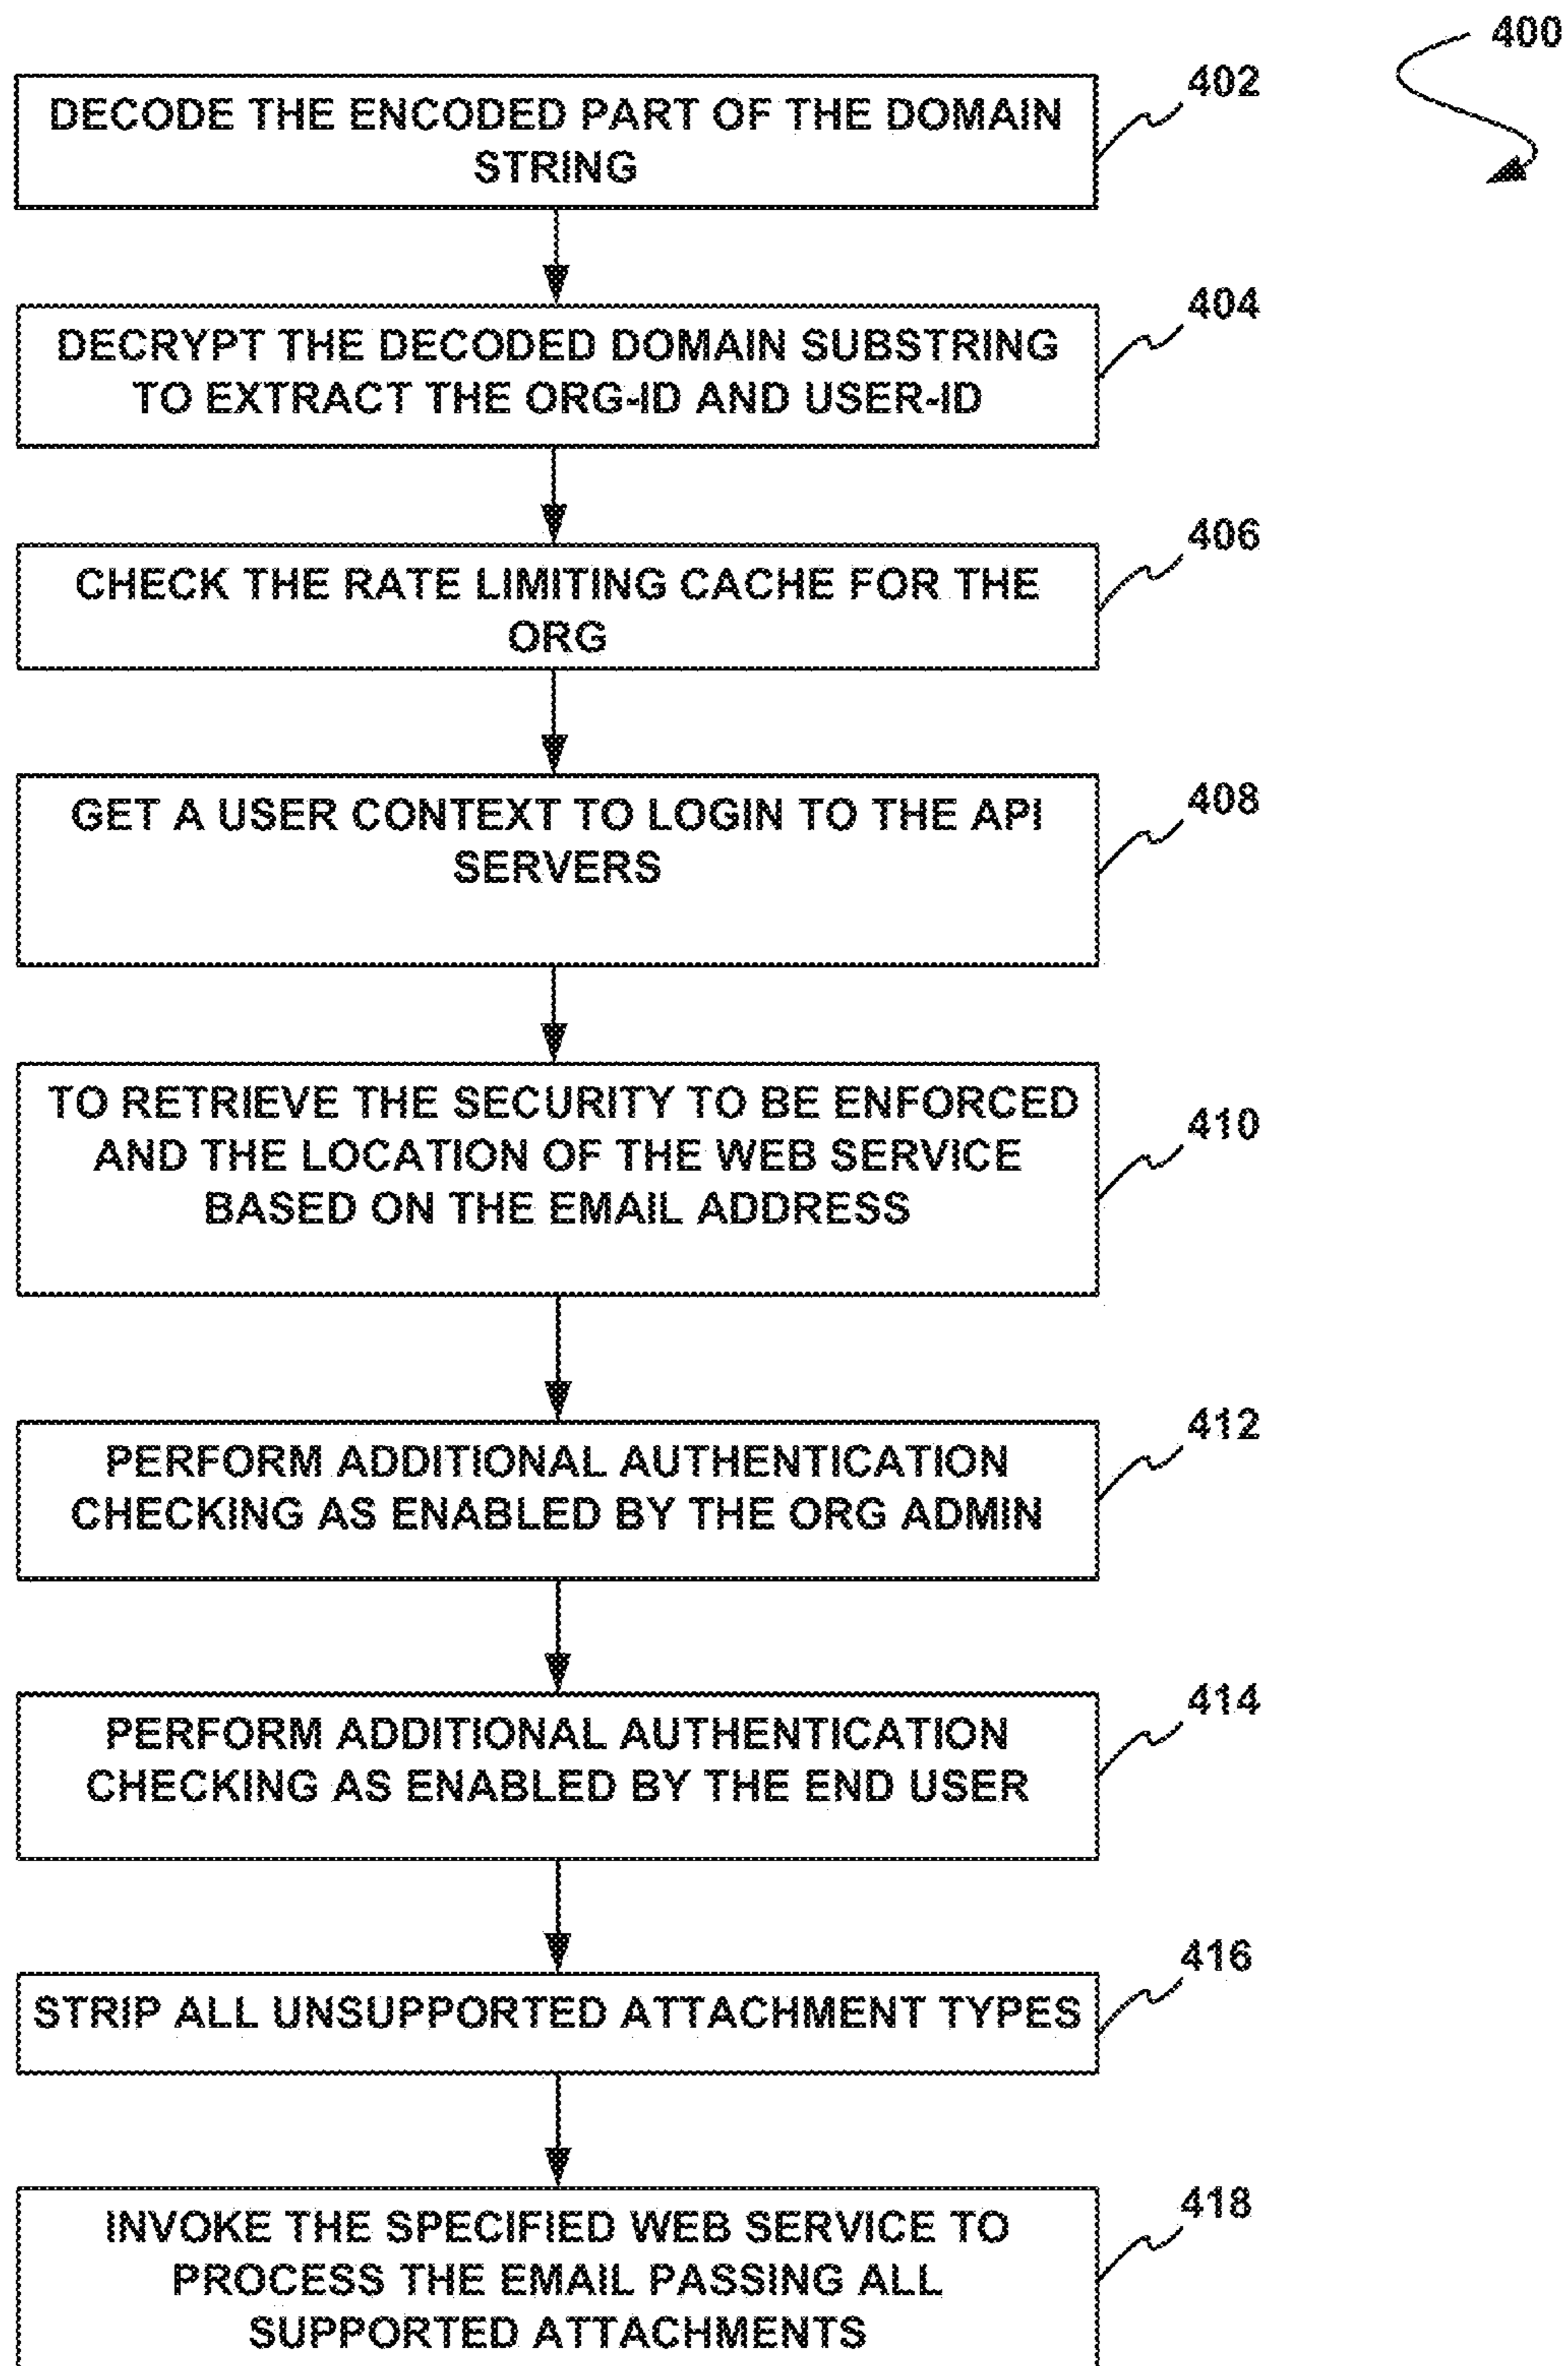 400
402
DECODE THE ENCODED PART OF THE DOMAIN
STRING
404
DECRYPT THE DECODED DOMAIN SUBSTRING
TO EXTRACT THE ORG-ID AND USER-ID
406
CHECK THE RATE LIMITING CACHE FOR THE
ORG
408
GET A USER CONTEXT TO LOGIN TO THE API
SERVERS
410
TO RETRIEVE THE SECURITY TO BE ENFORCED
AND THE LOCATION OF THE WEB SERVICE
BASED ON THE EMAIL ADDRESS
412
PERFORM ADDITIONAL AUTHENTICATION
CHECKING AS ENABLED BY THE ORG ADMIN
414
PERFORM ADDITIONAL AUTHENTICATION
CHECKING AS ENABLED BY THE END USER
416
STRIP ALL UNSUPPORTED ATTACHMENT TYPES
418
INVOKE THE SPECIFIED WEB SERVICE TO
PROCESS THE EMAIL PASSING ALL
SUPPORTED ATTACHMENTS